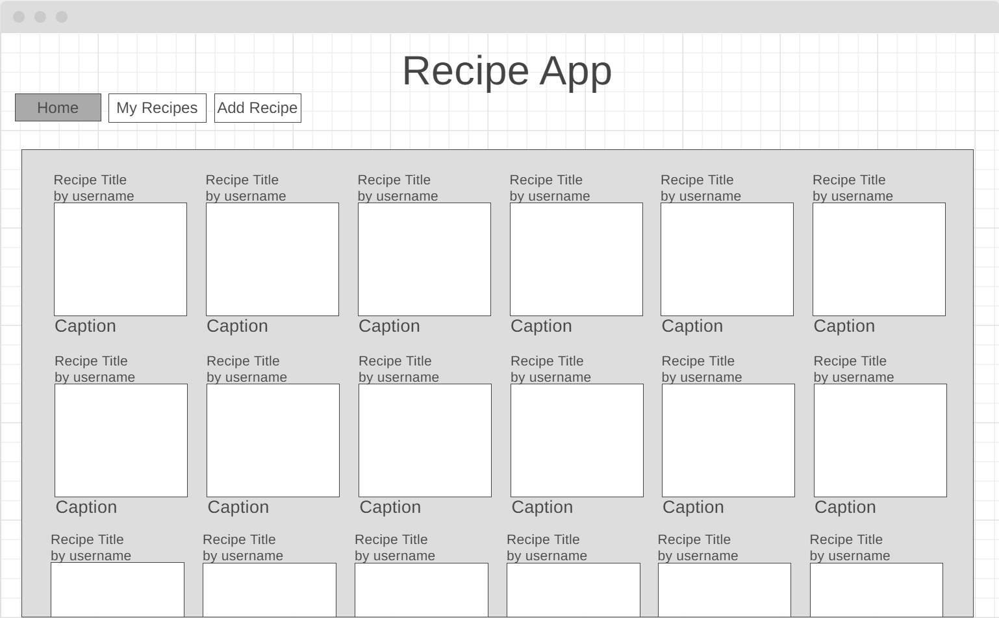 Recipe App
Home
My Recipes
Add Recipe
Recipe Title
by username
Caption
Recipe Title
by username
Caption
Recipe Title
by username
Caption
Recipe Title
by username
Caption
Recipe Title
by username
Caption
Recipe Title
by username
Caption
Recipe Title
by username
Caption
Recipe Title
by username
Caption
Recipe Title
by username
Caption
Recipe Title
by username
Caption
Recipe Title
by username
Caption
Recipe Title
by username
Caption
Recipe Title
by username
Recipe Title
by username
Recipe Title
by username
Recipe Title
by username
Recipe Title
by username
Recipe Title
by username